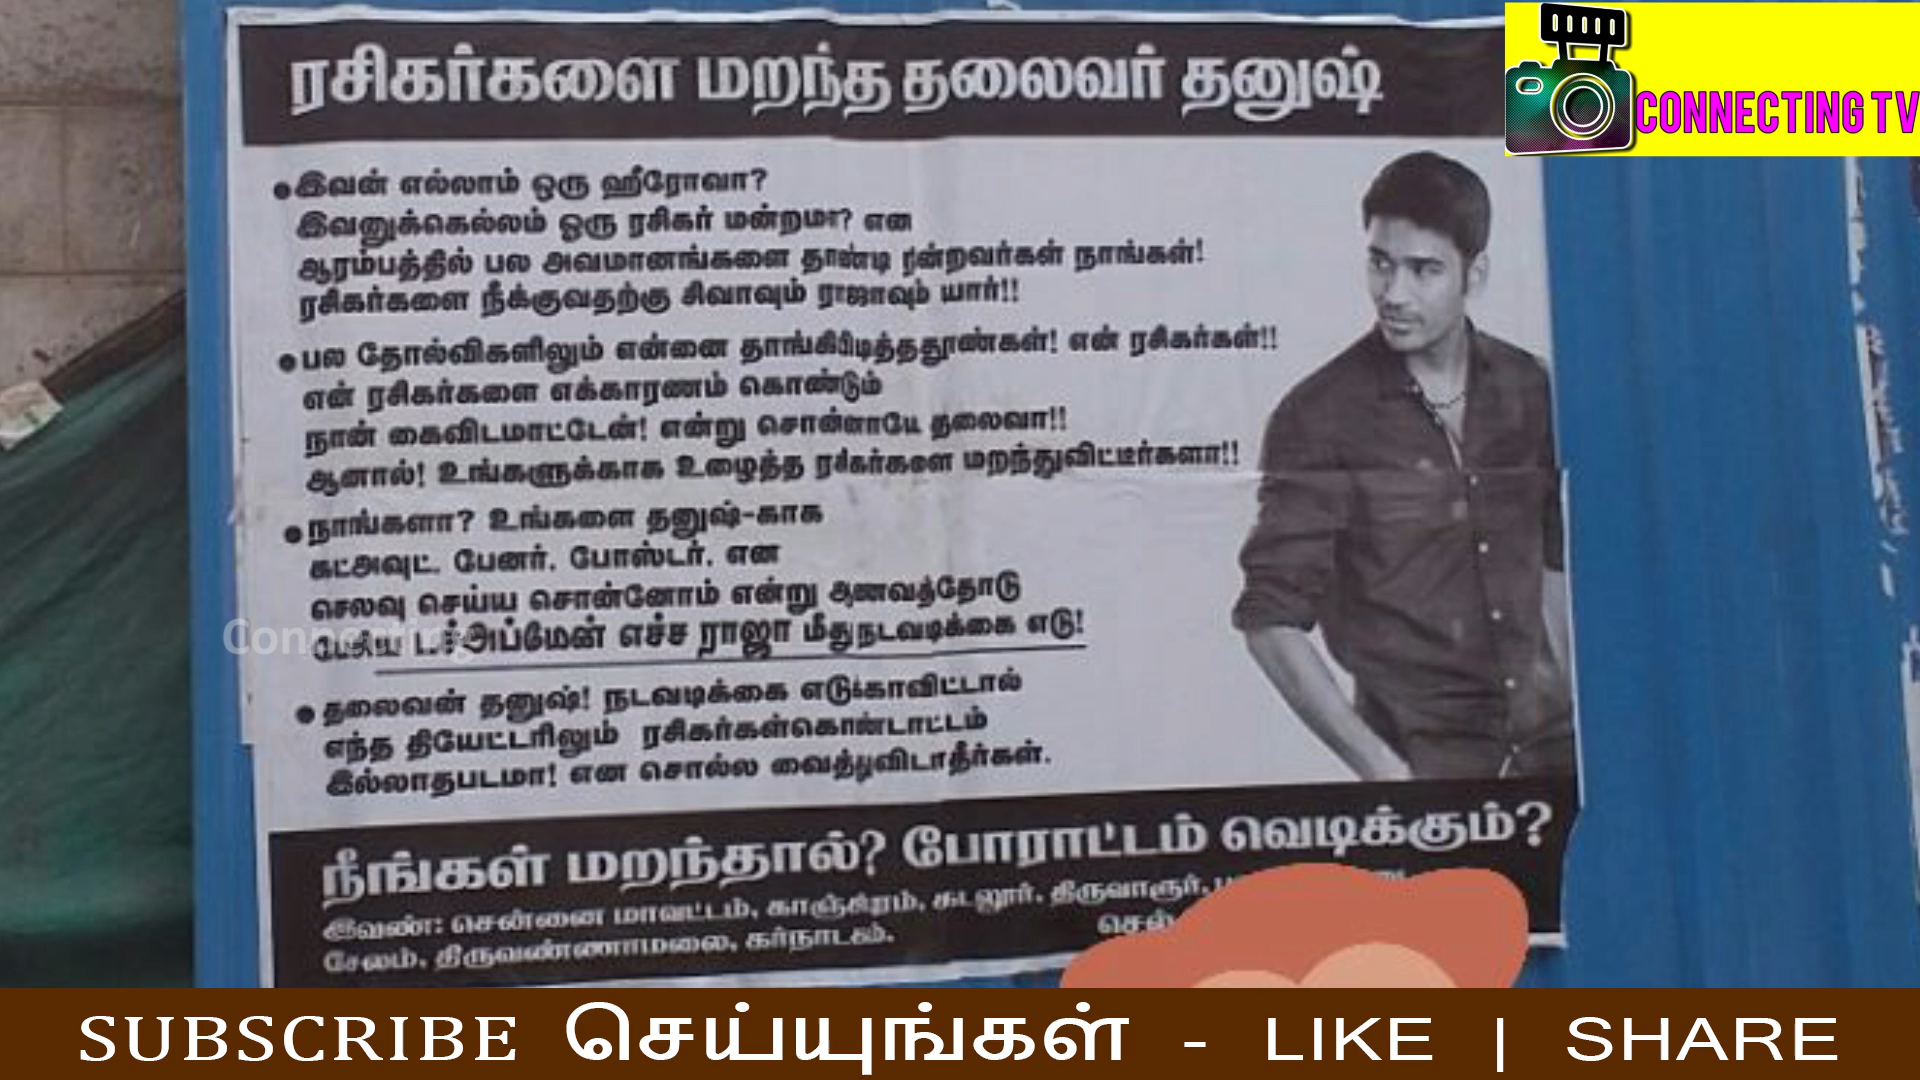 ரசிகர்களை மறந்த தலைவர் தனுஷ்
CONNECTING TV
•இவன் எல்லாம் ஒரு ஹீரோவா?
இவனுக்கெல்லம் ஒரு ரசிகர் மன்றமா? என
ஆரம்பத்தில் பல அவமானங்களை தாண்டி நின்றவர்கள் நாங்கள்!
ரசிகர்களை நீக்குவதற்கு சிவாவும் ராஜாவும் யார்!!
•பல தோல்விகளிலும் என்னை தாங்கிபிடித்ததூண்கள்! என் ரசிகர்கள்!!
என் ரசிகர்களை எக்காரணம் கொண்டும்
நான் கைவிடமாட்டேன்! என்று சொன்னாயே தலைவா!!
ஆனால்! உங்களுக்காக உழைத்த ரசிகர்களை மறந்துவிட்டீர்களா!!
•நாங்களா? உங்களை தனுஷ்-காக
கட்அவுட். பேனர். போஸ்டர். என
செலவு செய்ய சொன்னோம் என்று ஆணவத்தோடு
எச்ச ராஜா மீது நடவடிக்கை எடு!
•தலைவன் தனுஷ்! நடவடிக்கை எடுக்காவிட்டால்
எந்த தியேட்டரிலும் ரசிகர்கள்கொண்டாட்டம்
இல்லாதபடமா! என சொல்ல வைத்துவிடாதீர்கள்.
நீங்கள் மறந்தால்? போராட்டம் வெடிக்கும்?
இவண்: சென்னை மாவட்டம், காஞ்சிபுரம், கடலூர், திருவாரூர்,
சேலம், திருவண்ணாமலை, கர்நாடகம்.
SUBSCRIBE செய்யுங்கள் - LIKE | SHARE